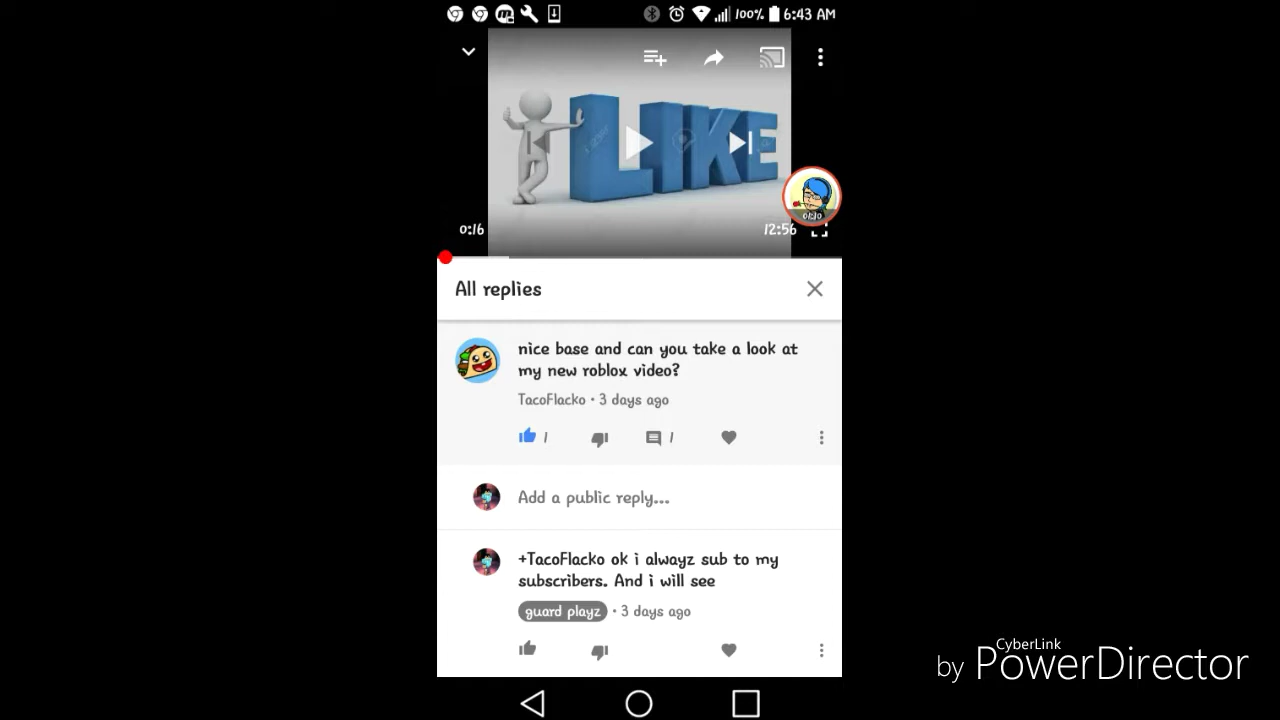 100% 6:43 AM
LIKE
0:16
12:56
All replies
nice base and can you take a look at
my new roblox video?
TacoFlacko • 3 days ago
1
1
Add a public reply...
+TacoFlacko ok i alwayz sub to my
subscribers. And i will see
guard playz • 3 days ago
CyberLink
by PowerDirector